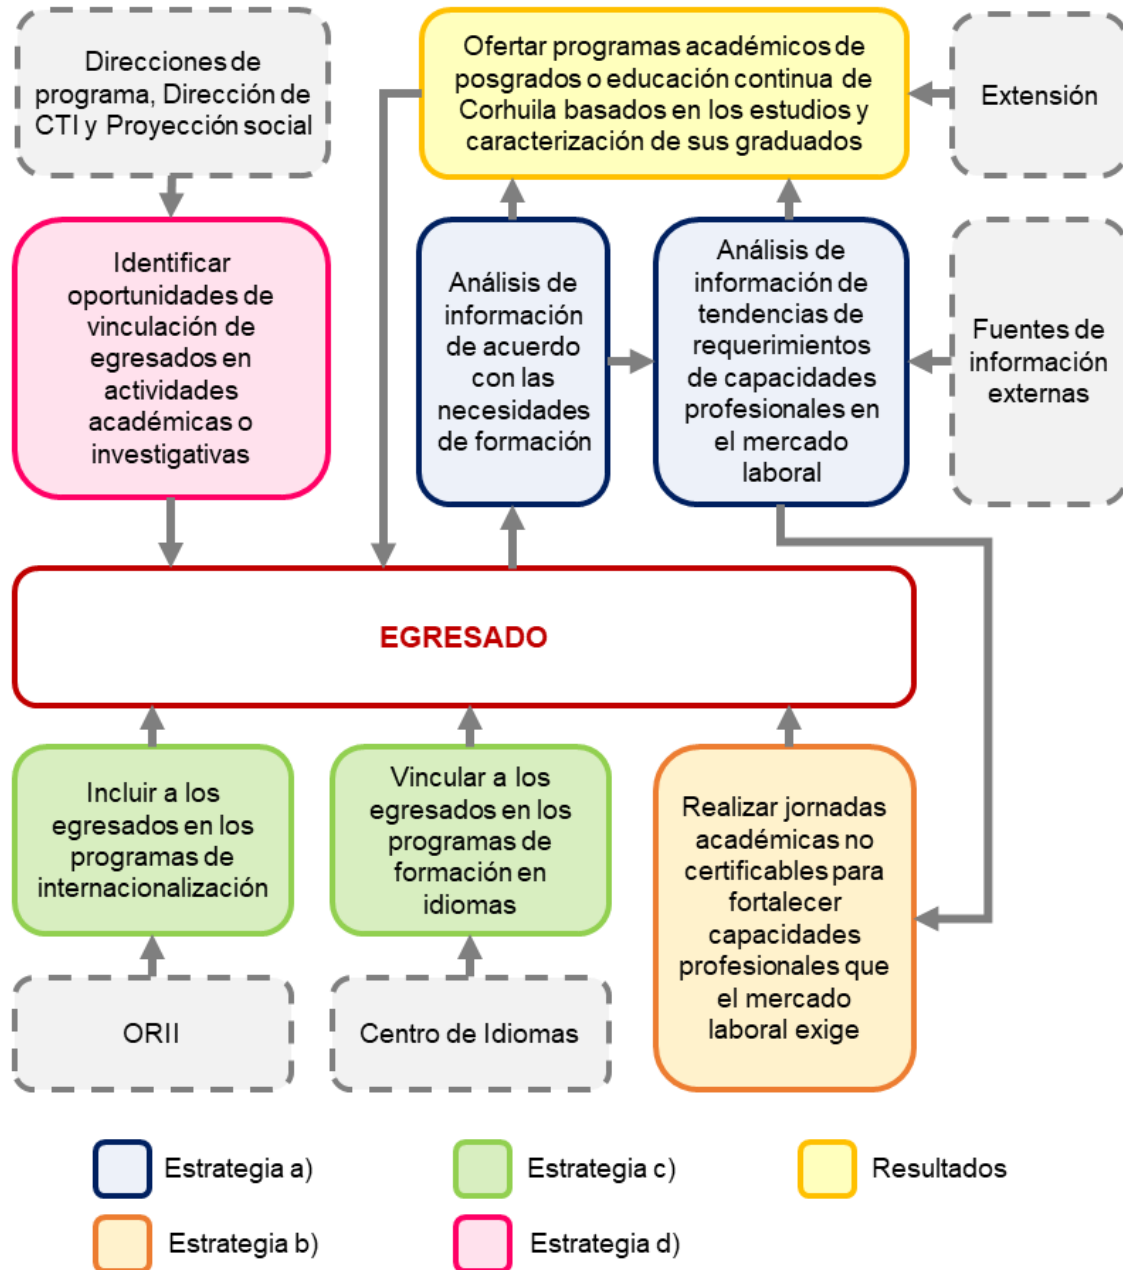 Direcciones de
programa, Dirección de
CTI y Proyección social
Ofertar programas académicos de
posgrados o educación continua de
Corhuila basados en los estudios y
caracterización de sus graduados
Extensión
Identificar
oportunidades de
vinculación de
egresados en
actividades
académicas o
investigativas
Análisis de
información
de acuerdo
con las
necesidades
de formación
Análisis de
información de
tendencias de
requerimientos
de capacidades
profesionales en
el mercado
laboral
Fuentes de
información
externas
EGRESADO
Incluir a los
egresados en los
programas de
internacionalización
Vincular a los
egresados en los
programas de
formación en
idiomas
Realizar jornadas
académicas no
certificables para
fortalecer
capacidades
profesionales que
el mercado
laboral exige
ORII
Centro de Idiomas
Estrategia a)
Estrategia c)
Resultados
Estrategia b)
Estrategia d)